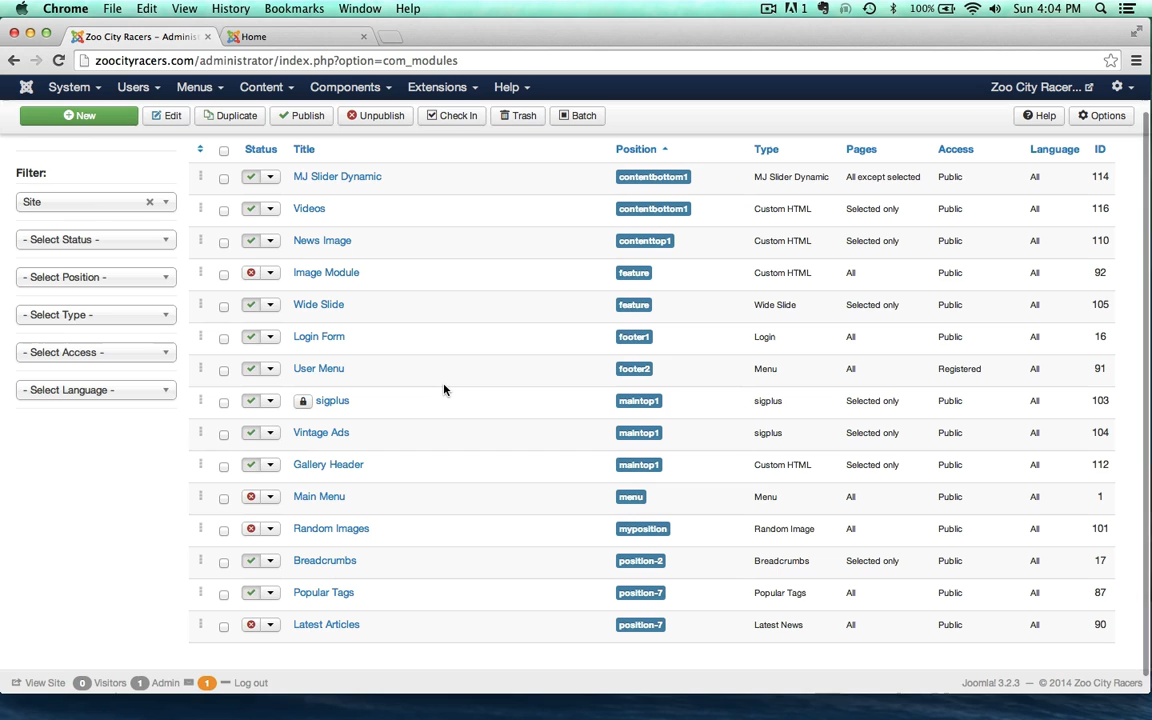 Chrome File Edit View History Bookmarks Window Help 1 100% Sun 4:04 PM
Zoo City Racers – Adminis × Home ×
zoocityracers.com/administrator/index.php?option=com_modules
System Users Menus Content Components Extensions Help Zoo City Racer...
New Edit Duplicate Publish Unpublish Check In Trash Batch Help Options
Status Title Position Type Pages Access Language ID
Filter:
Site ×
- Select Status -
- Select Position -
- Select Type -
- Select Access -
- Select Language -
MJ Slider Dynamic contentbottom1 MJ Slider Dynamic All except selected Public All 114
Videos contentbottom1 Custom HTML Selected only Public All 116
News Image contenttop1 Custom HTML Selected only Public All 110
Image Module feature Custom HTML All Public All 92
Wide Slide feature Wide Slide Selected only Public All 105
Login Form footer1 Login All Public All 16
User Menu footer2 Menu All Registered All 91
sigplus maintop1 sigplus Selected only Public All 103
Vintage Ads maintop1 sigplus Selected only Public All 104
Gallery Header maintop1 Custom HTML Selected only Public All 112
Main Menu menu Menu All Public All 1
Random Images myposition Random Image All Public All 101
Breadcrumbs position-2 Breadcrumbs Selected only Public All 17
Popular Tags position-7 Popular Tags All Public All 87
Latest Articles position-7 Latest News All Public All 90
View Site 0 Visitors 1 Admin 1 Log out Joomla! 3.2.3 — © 2014 Zoo City Racers